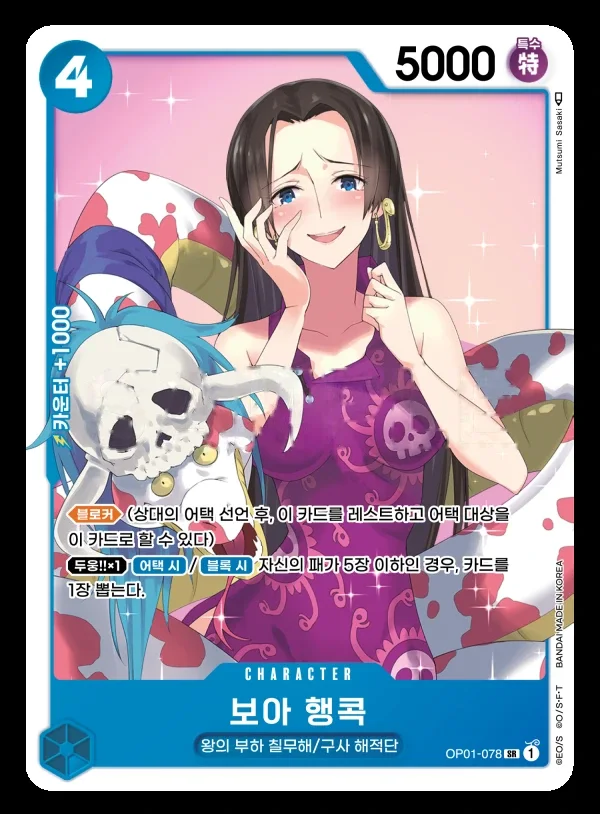 4
5000
특수
特
Mutsumi Sasaki
카운터 +1000
블로커 (상대의 어택 선언 후, 이 카드를 레스트하고 어택 대상을
이 카드로 할 수 있다)
두웅!!×1 어택 시 / 블록 시 자신의 패가 5장 이하인 경우, 카드를
1장 뽑는다.
CHARACTER
보아 행콕
왕의 부하 칠무해/구사 해적단
OP01-078 SR 1
©EO/S ©O/S·F·T BANDAI MADE IN KOREA